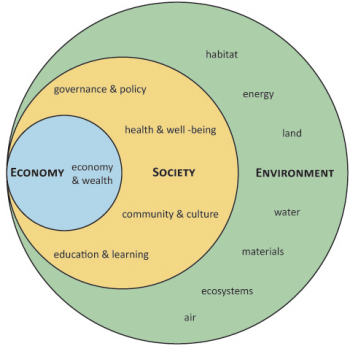 habitat
governance & policy
energy
health & well -being
land
ECONOMY
economy
& wealth
SOCIETY
ENVIRONMENT
community & culture
water
education & learning
materials
ecosystems
air